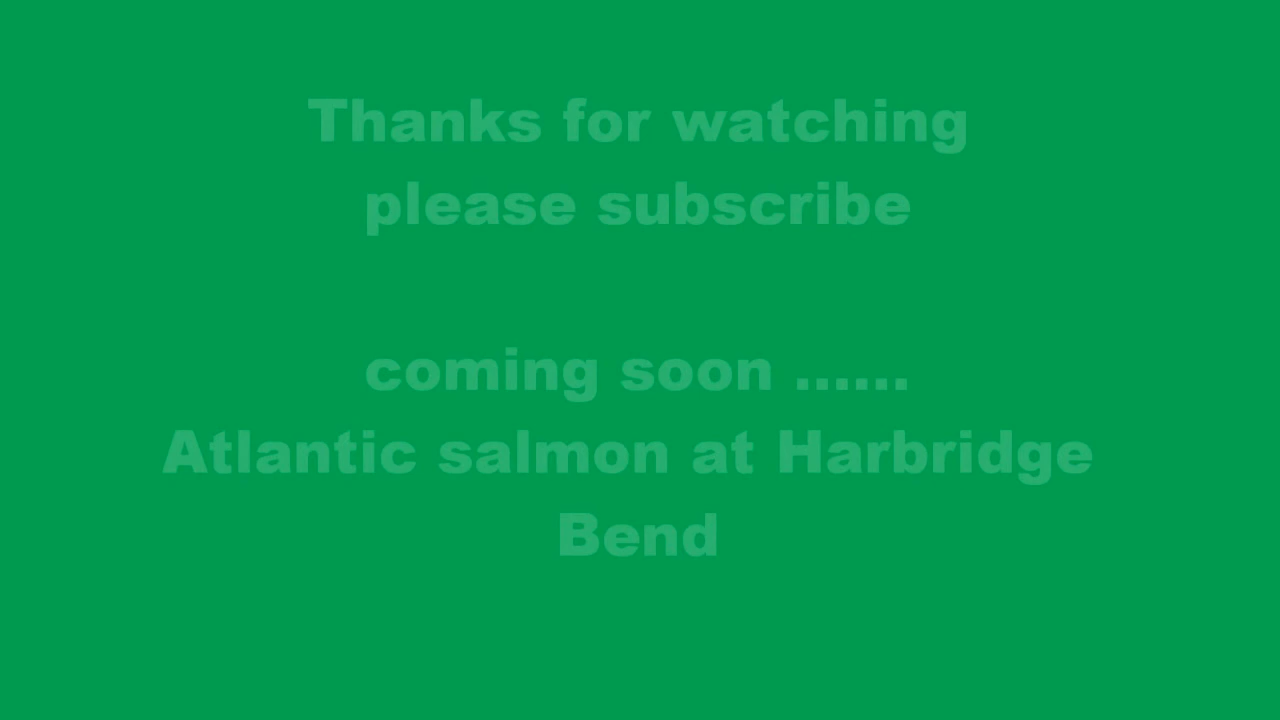 Thanks for watching
please subscribe
coming soon ......
Atlantic salmon at Harbridge
Bend